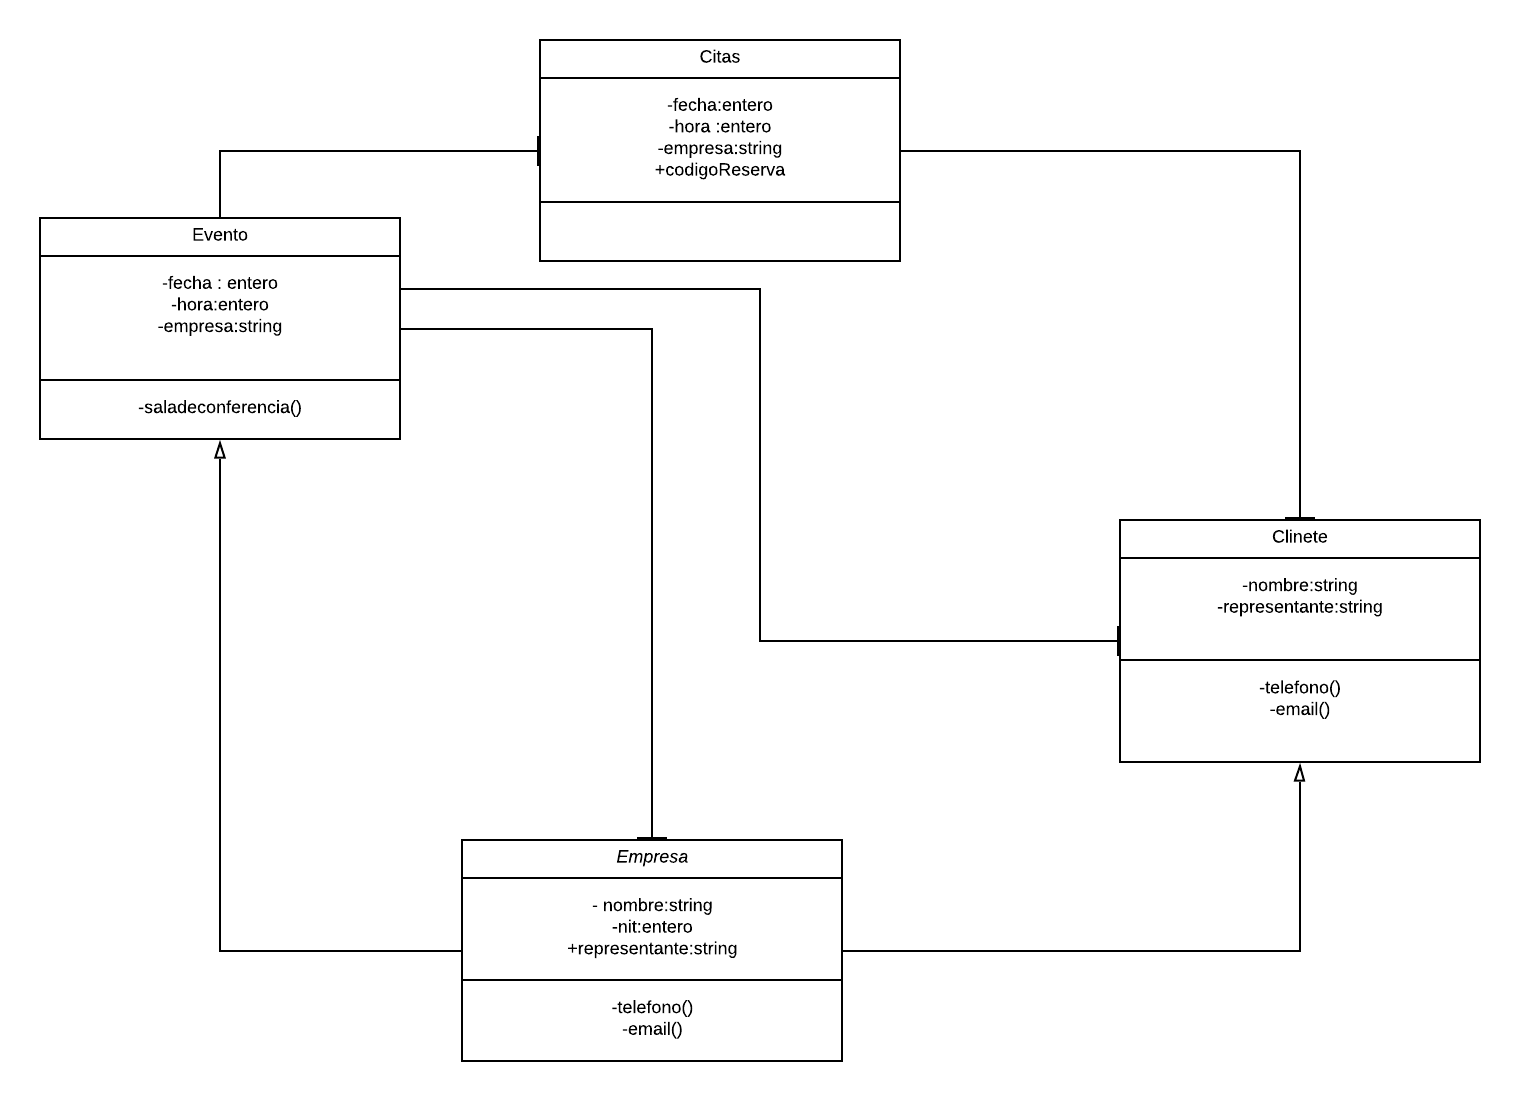 Citas
-fecha:entero
-hora :entero
-empresa:string
+codigoReserva
Evento
-fecha : entero
-hora:entero
-empresa:string
-saladeconferencia()
Clinete
-nombre:string
-representante:string
-telefono()
-email()
Empresa
- nombre:string
-nit:entero
+representante:string
-telefono()
-email()